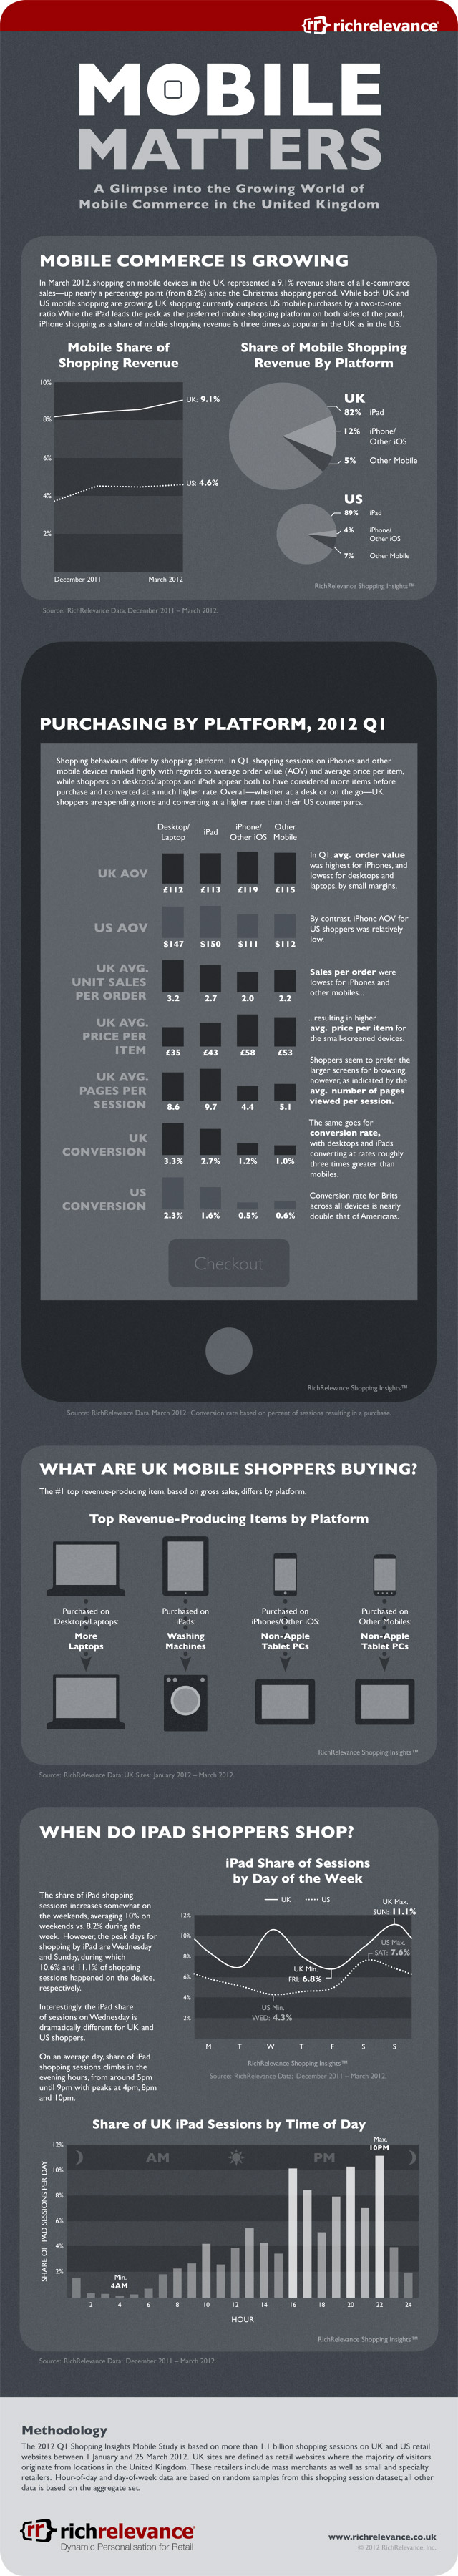 richrelevance
MOBILE
MATTERS
A Glimpse into the Growing World of
Mobile Commerce in the United Kingdom
MOBILE COMMERCE IS GROWING
In March 2012, shopping on mobile devices in the UK represented a 9.1% revenue share of all e-commerce
sales—up nearly a percentage point (from 8.2%) since the Christmas shopping period. While both UK and
US mobile shopping are growing, UK shopping currently outpaces US mobile purchases by a two-to-one
ratio. While the iPad leads the pack as the preferred mobile shopping platform on both sides of the pond,
iPhone shopping as a share of mobile shopping revenue is three times as popular in the UK as in the US.
Mobile Share of
Shopping Revenue
10%
8%
6%
4%
2%
UK: 9.1%
US: 4.6%
December 2011
March 2012
Share of Mobile Shopping
Revenue By Platform
UK
82% iPad
12% iPhone/
Other iOS
5% Other Mobile
US
89% iPad
4% iPhone/
Other iOS
7% Other Mobile
RichRelevance Shopping Insights™
Source: RichRelevance Data, December 2011 – March 2012.
PURCHASING BY PLATFORM, 2012 Q1
Shopping behaviours differ by shopping platform. In Q1, shopping sessions on iPhones and other
mobile devices ranked highly with regards to average order value (AOV) and average price per item,
while shoppers on desktops/laptops and iPads appear both to have considered more items before
purchase and converted at a much higher rate. Overall—whether at a desk or on the go—UK
shoppers are spending more and converting at a higher rate than their US counterparts.
Desktop/
Laptop
iPad
iPhone/
Other iOS
Other
Mobile
UK AOV
£112 £113 £119 £115
In Q1, avg. order value
was highest for iPhones, and
lowest for desktops and
laptops, by small margins.
US AOV
$147 $150 $111 $112
By contrast, iPhone AOV for
US shoppers was relatively
low.
UK AVG.
UNIT SALES
PER ORDER
3.2 2.7 2.0 2.2
Sales per order were
lowest for iPhones and
other mobiles...
UK AVG.
PRICE PER
ITEM
£35 £43 £58 £53
...resulting in higher
avg. price per item for
the small-screened devices.
UK AVG.
PAGES PER
SESSION
8.6 9.7 4.4 5.1
Shoppers seem to prefer the
larger screens for browsing,
however, as indicated by the
avg. number of pages
viewed per session.
UK
CONVERSION
3.3% 2.7% 1.2% 1.0%
The same goes for
conversion rate,
with desktops and iPads
converting at rates roughly
three times greater than
mobiles.
US
CONVERSION
2.3% 1.6% 0.5% 0.6%
Conversion rate for Brits
across all devices is nearly
double that of Americans.
Checkout
RichRelevance Shopping Insights™
Source: RichRelevance Data, March 2012. Conversion rate based on percent of sessions resulting in a purchase.
WHAT ARE UK MOBILE SHOPPERS BUYING?
The #1 top revenue-producing item, based on gross sales, differs by platform.
Top Revenue-Producing Items by Platform
Purchased on
Desktops/Laptops:
More
Laptops
Purchased on
iPads:
Washing
Machines
Purchased on
iPhones/Other iOS:
Non-Apple
Tablet PCs
Purchased on
Other Mobiles:
Non-Apple
Tablet PCs
RichRelevance Shopping Insights™
Source: RichRelevance Data; UK Sites: January 2012 – March 2012.
WHEN DO IPAD SHOPPERS SHOP?
The share of iPad shopping
sessions increases somewhat on
the weekends, averaging 10% on
weekends vs. 8.2% during the
week. However, the peak days for
shopping by iPad are Wednesday
and Sunday, during which
10.6% and 11.1% of shopping
sessions happened on the device,
respectively.
Interestingly, the iPad share
of sessions on Wednesday is
dramatically different for UK and
US shoppers.
On an average day, share of iPad
shopping sessions climbs in the
evening hours, from around 5pm
until 9pm with peaks at 4pm, 8pm
and 10pm.
iPad Share of Sessions
by Day of the Week
UK
US
UK Max.
SUN: 11.1%
12%
10%
8%
6%
4%
2%
US Max.
SAT: 7.6%
UK Min.
FRI: 6.8%
US Min.
WED: 4.3%
M T W T F S S
RichRelevance Shopping Insights™
Source: RichRelevance Data; December 2011 – March 2012.
Share of UK iPad Sessions by Time of Day
Max.
10PM
12%
10%
8%
6%
4%
2%
AM
PM
SHARE OF IPAD SESSIONS PER DAY
Min.
4AM
2 4 6 8 10 12 14 16 18 20 22 24
HOUR
RichRelevance Shopping Insights™
Source: RichRelevance Data; December 2011 – March 2012.
Methodology
The 2012 Q1 Shopping Insights Mobile Study is based on more than 1.1 billion shopping sessions on UK and US retail
websites between 1 January and 25 March 2012. UK sites are defined as retail websites where the majority of visitors
originate from locations in the United Kingdom. These retailers include mass merchants as well as small and specialty
retailers. Hour-of-day and day-of-week data are based on random samples from this shopping session dataset; all other
data is based on the aggregate set.
richrelevance
Dynamic Personalisation for Retail
www.richrelevance.co.uk
© 2012 RichRelevance, Inc.